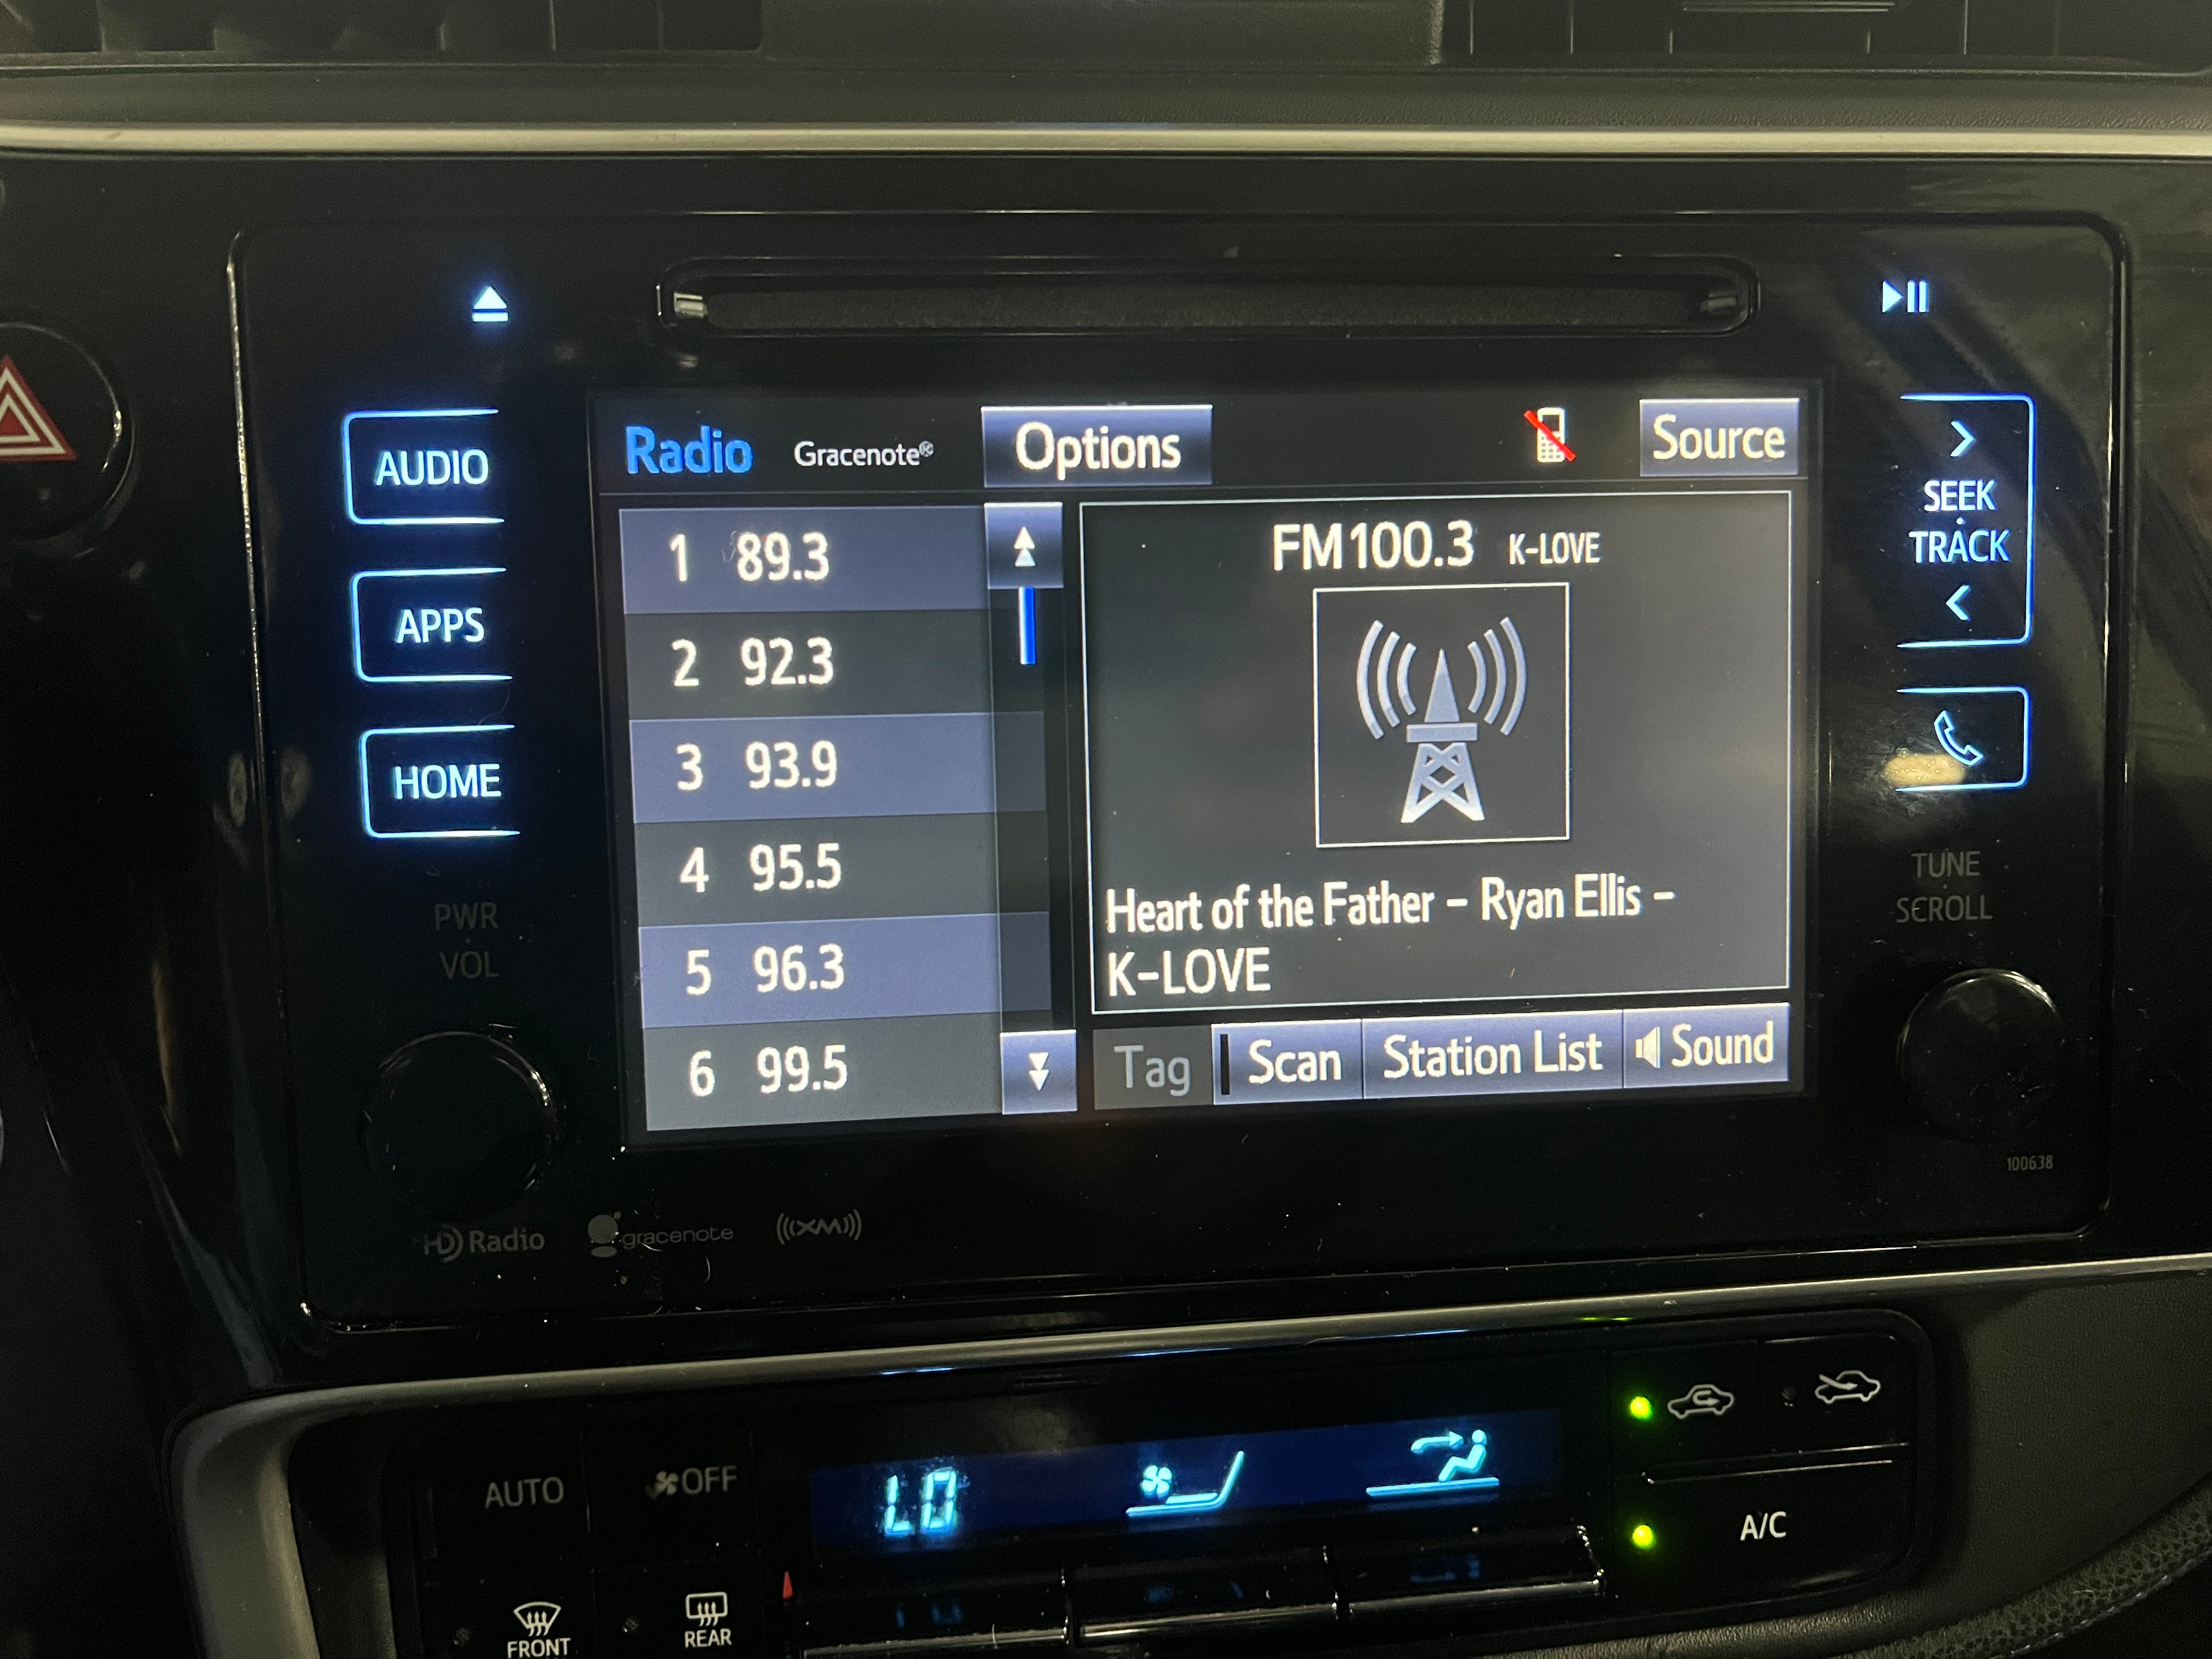 AUDIO
APPS
HOME
PWR
VOL
Radio Gracenote® Options Source
1 89.3
2 92.3
3 93.9
4 95.5
5 96.3
6 99.5
FM100.3 K-LOVE
Heart of the Father – Ryan Ellis –
K-LOVE
Tag Scan Station List Sound
SEEK
TRACK
TUNE
SCROLL
100638
HD Radio gracenote ((XM))
AUTO OFF LO
A/C
FRONT REAR